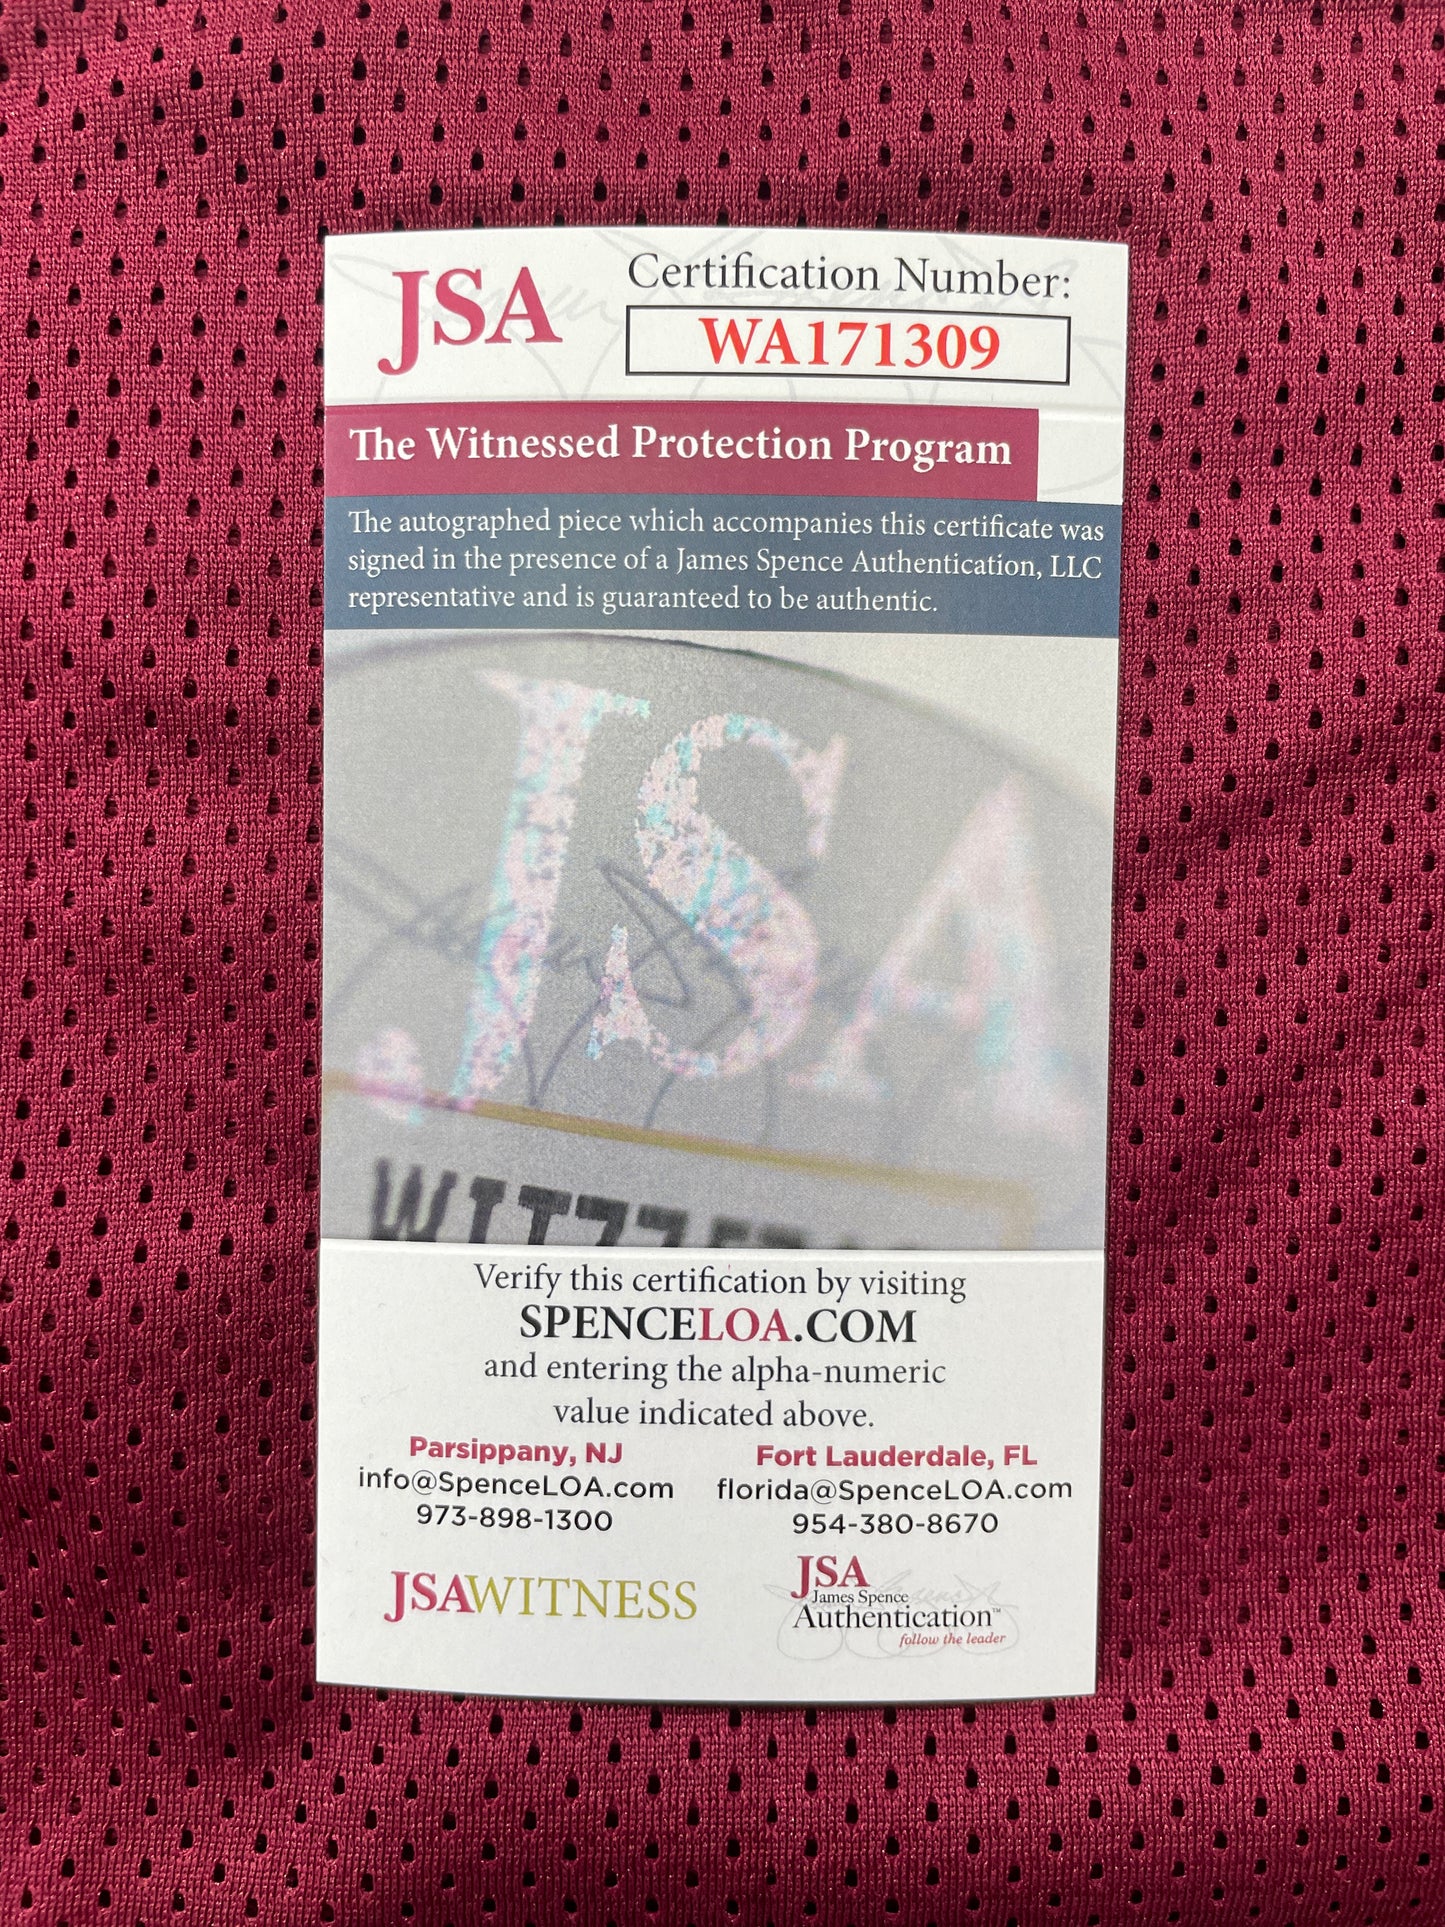 JSA
Certification Number:
WA171309
The Witnessed Protection Program
The autographed piece which accompanies this certificate was
signed in the presence of a James Spence Authentication, LLC
representative and is guaranteed to be authentic.
JSA
Verify this certification by visiting
SPENCELOA.COM
and entering the alpha-numeric
value indicated above.
Parsippany, NJ
info@SpenceLOA.com
973-898-1300
Fort Lauderdale, FL
florida@SpenceLOA.com
954-380-8670
JSAWITNESS
JSA
James Spence
Authentication™
follow the leader